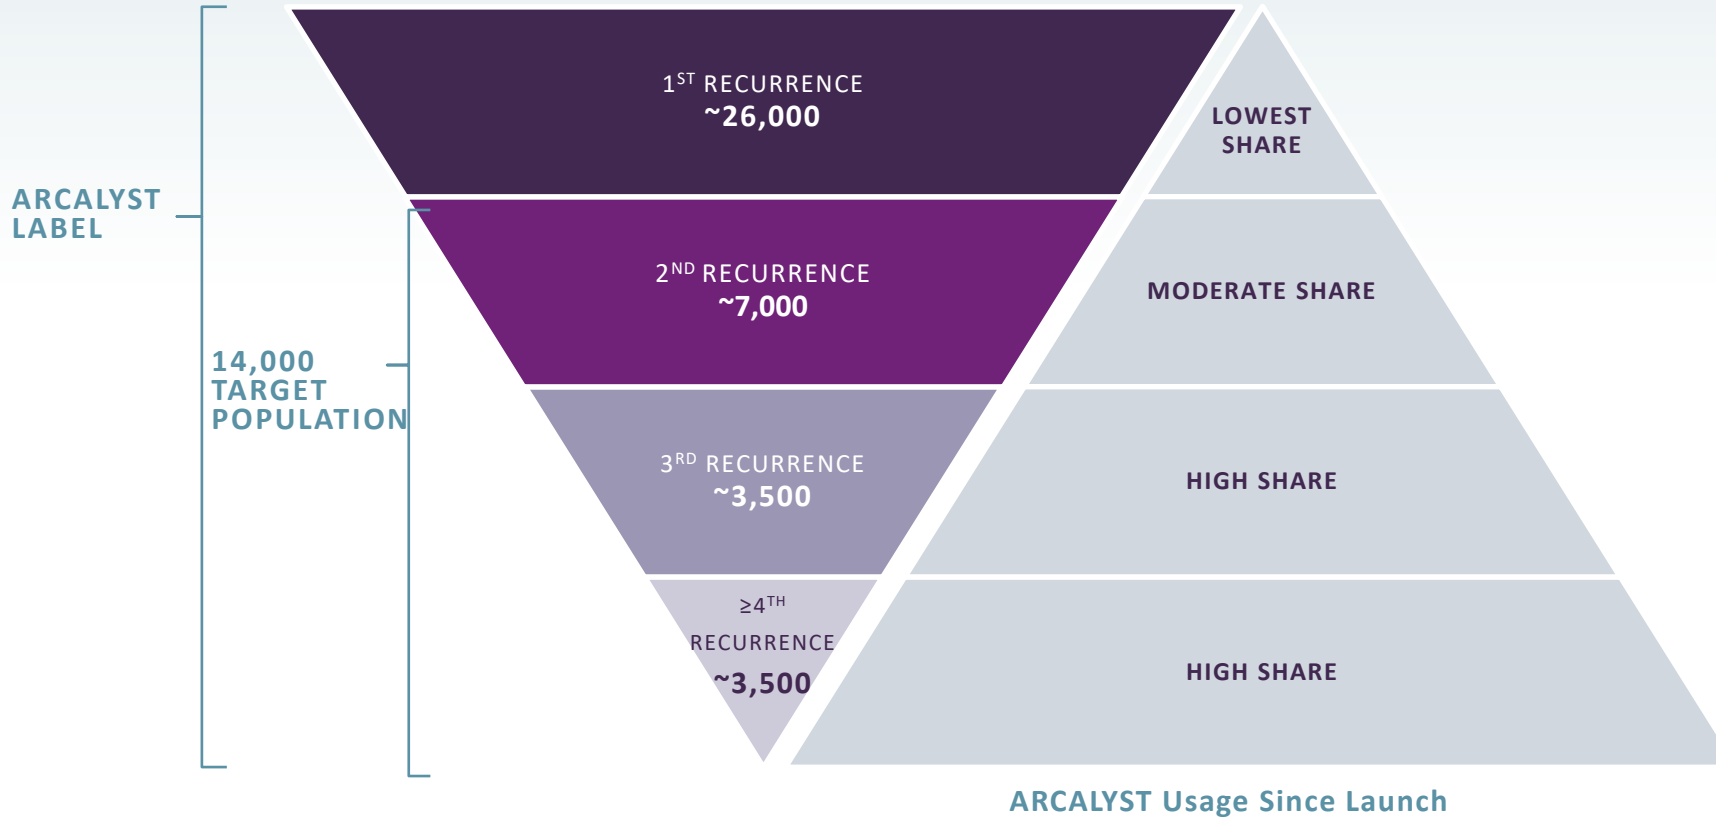 1ST RECURRENCE
~26,000
LOWEST
SHARE
ARCALYST
LABEL
2ND RECURRENCE
~7,000
MODERATE SHARE
14,000
TARGET
POPULATION
3RD RECURRENCE
~3,500
HIGH SHARE
≥4TH
RECURRENCE
~3,500
HIGH SHARE
ARCALYST Usage Since Launch